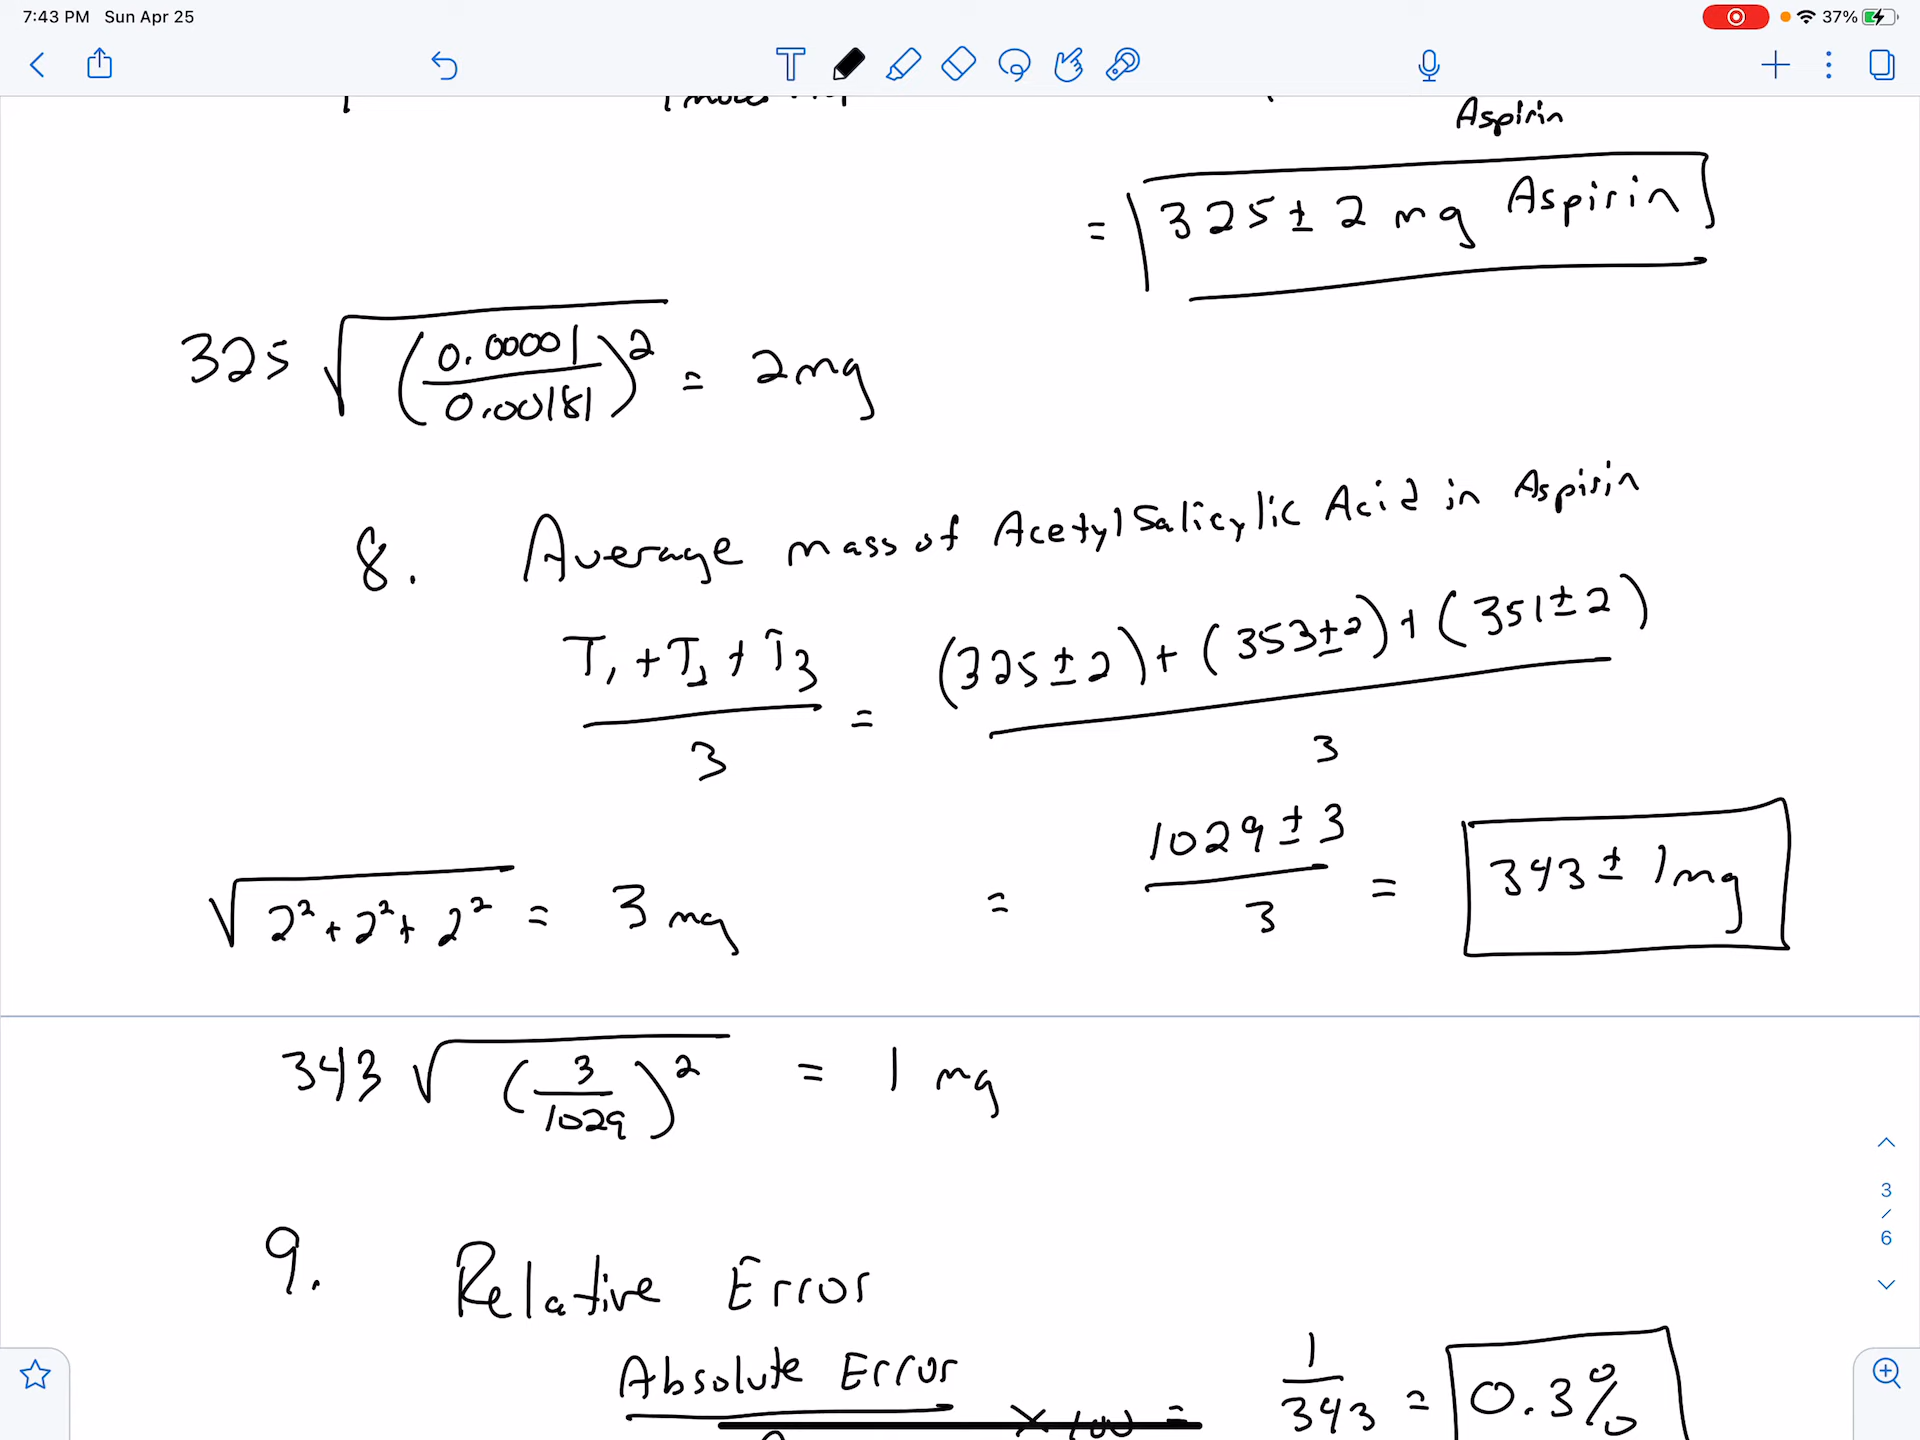 7:43 PM Sun Apr 25
37%
Aspirin
= 325 ± 2 mg Aspirin
325 √(0.00001/0.00181)² = 2mg
8. Average mass of Acetyl Salicylic Acid in Aspirin
T₁ + T₂ + T₃ / 3 = (325 ± 2) + (353 ± 2) + (351 ± 2) / 3
√2² + 2² + 2² = 3 mg
= 1029 ± 3 / 3 = 343 ± 1mg
343 √(3/1029)² = 1 mg
3
/
6
9. Relative Error
Absolute Error × 100 = 1/343 = 0.3%